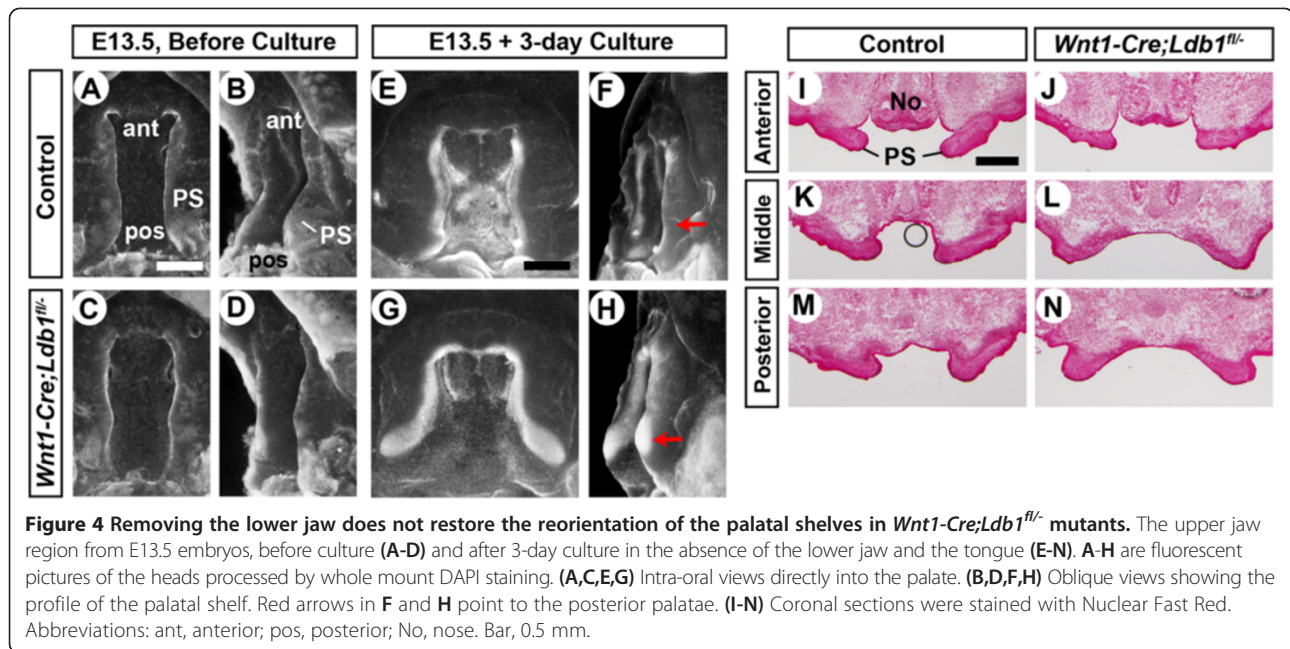 E13.5, Before Culture
E13.5 + 3-day Culture
Control
Wnt1-Cre;Ldb1fl/-
Control
A
ant
PS
pos
B
ant
PS
pos
E
F
I
No
PS
J
Anterior
K
L
Middle
Wnt1-Cre;Ldb1fl/-
C
D
G
H
M
N
Posterior
Figure 4 Removing the lower jaw does not restore the reorientation of the palatal shelves in Wnt1-Cre;Ldb1fl/- mutants. The upper jaw
region from E13.5 embryos, before culture (A-D) and after 3-day culture in the absence of the lower jaw and the tongue (E-N). A-H are fluorescent
pictures of the heads processed by whole mount DAPI staining. (A,C,E,G) Intra-oral views directly into the palate. (B,D,F,H) Oblique views showing the
profile of the palatal shelf. Red arrows in F and H point to the posterior palatae. (I-N) Coronal sections were stained with Nuclear Fast Red.
Abbreviations: ant, anterior; pos, posterior; No, nose. Bar, 0.5 mm.